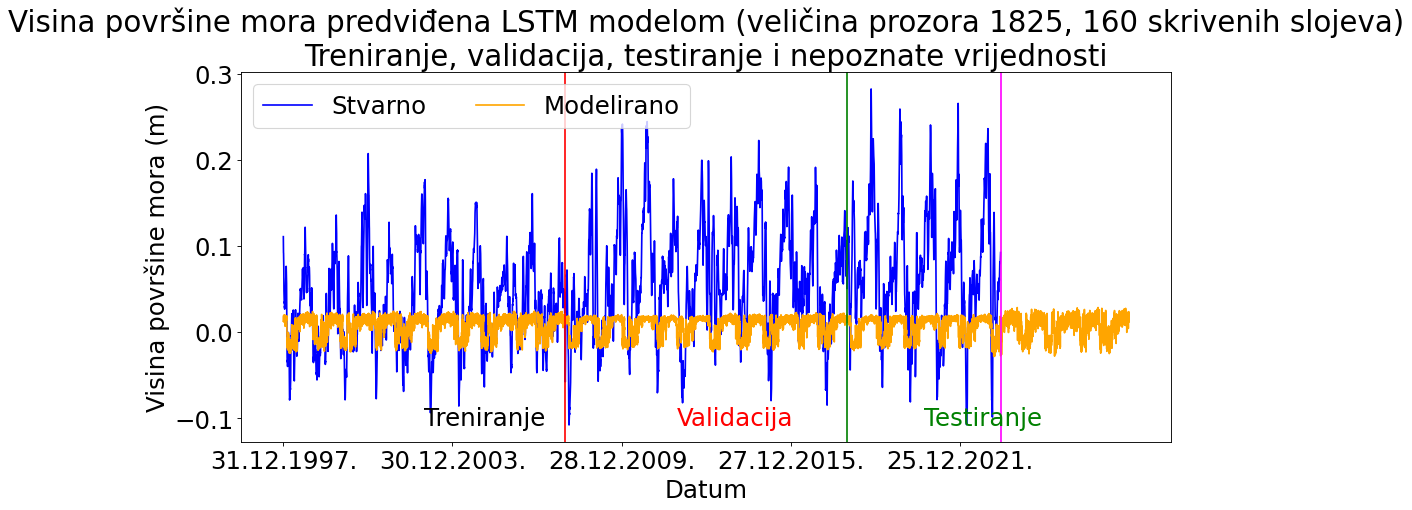 Visina površine mora predviđena LSTM modelom (veličina prozora 1825, 160 skrivenih slojeva)
Treniranje, validacija, testiranje i nepoznate vrijednosti
Stvarno Modelirano
Visina površine mora (m)
0.3
0.2
0.1
0.0
−0.1
Treniranje Validacija Testiranje
31.12.1997. 30.12.2003. 28.12.2009. 27.12.2015. 25.12.2021.
Datum